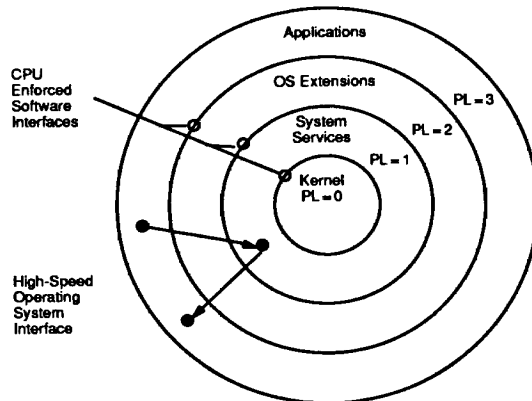 Applications
CPU
Enforced
Software
Interfaces
OS Extensions
PL = 3
PL = 2
System
Services
PL = 1
Kernel
PL = 0
High-Speed
Operating
System
Interface